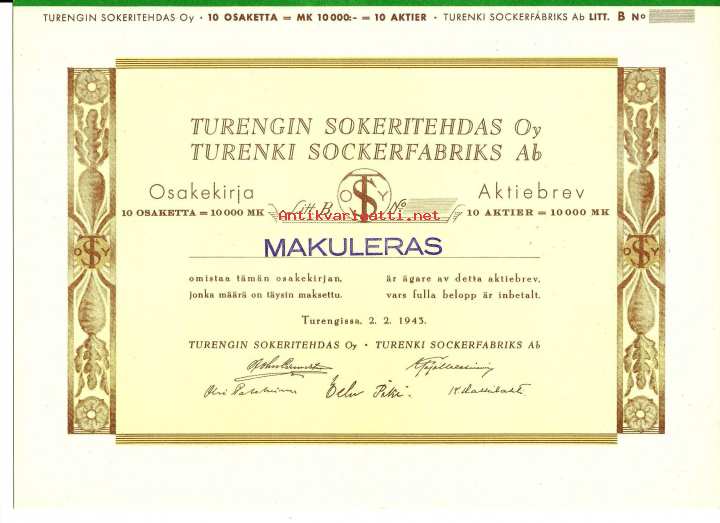 TURENGIN SOKERITEHDAS Oy · 10 OSAKETTA = MK 10 000:- = 10 AKTIER · TURENKI SOCKERFABRIKS Ab LITT. B No
TURENGIN SOKERITEHDAS Oy
TURENKI SOCKERFABRIKS Ab
Osakekirja
10 OSAKETTA = 10 000 MK
Litt. B No
OTSY
Aktiebrev
10 AKTIER = 10 000 MK
Antikvariaatti.net
MAKULERAS
omistaa tämän osakekirjan,
jonka määrä on täysin maksettu.
är ägare av detta aktiebrev,
vars fulla belopp är inbetalt.
Turengissa, 2. 2. 1943.
TURENGIN SOKERITEHDAS Oy · TURENKI SOCKERFABRIKS Ab
OTSY
OTSY